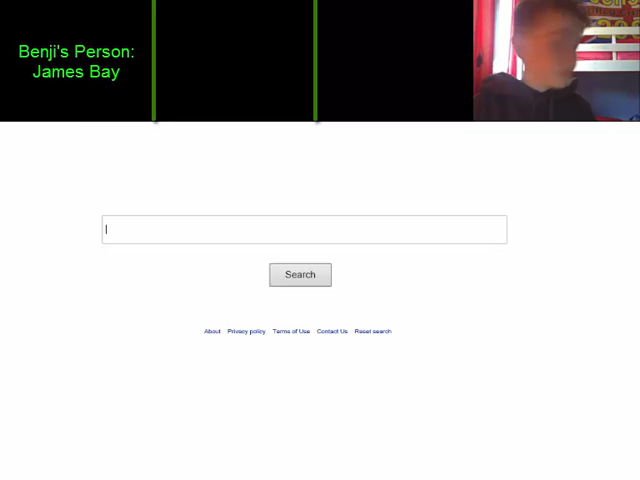 Benji's Person:
James Bay
Search
About Privacy policy Terms of Use Contact Us Reset search